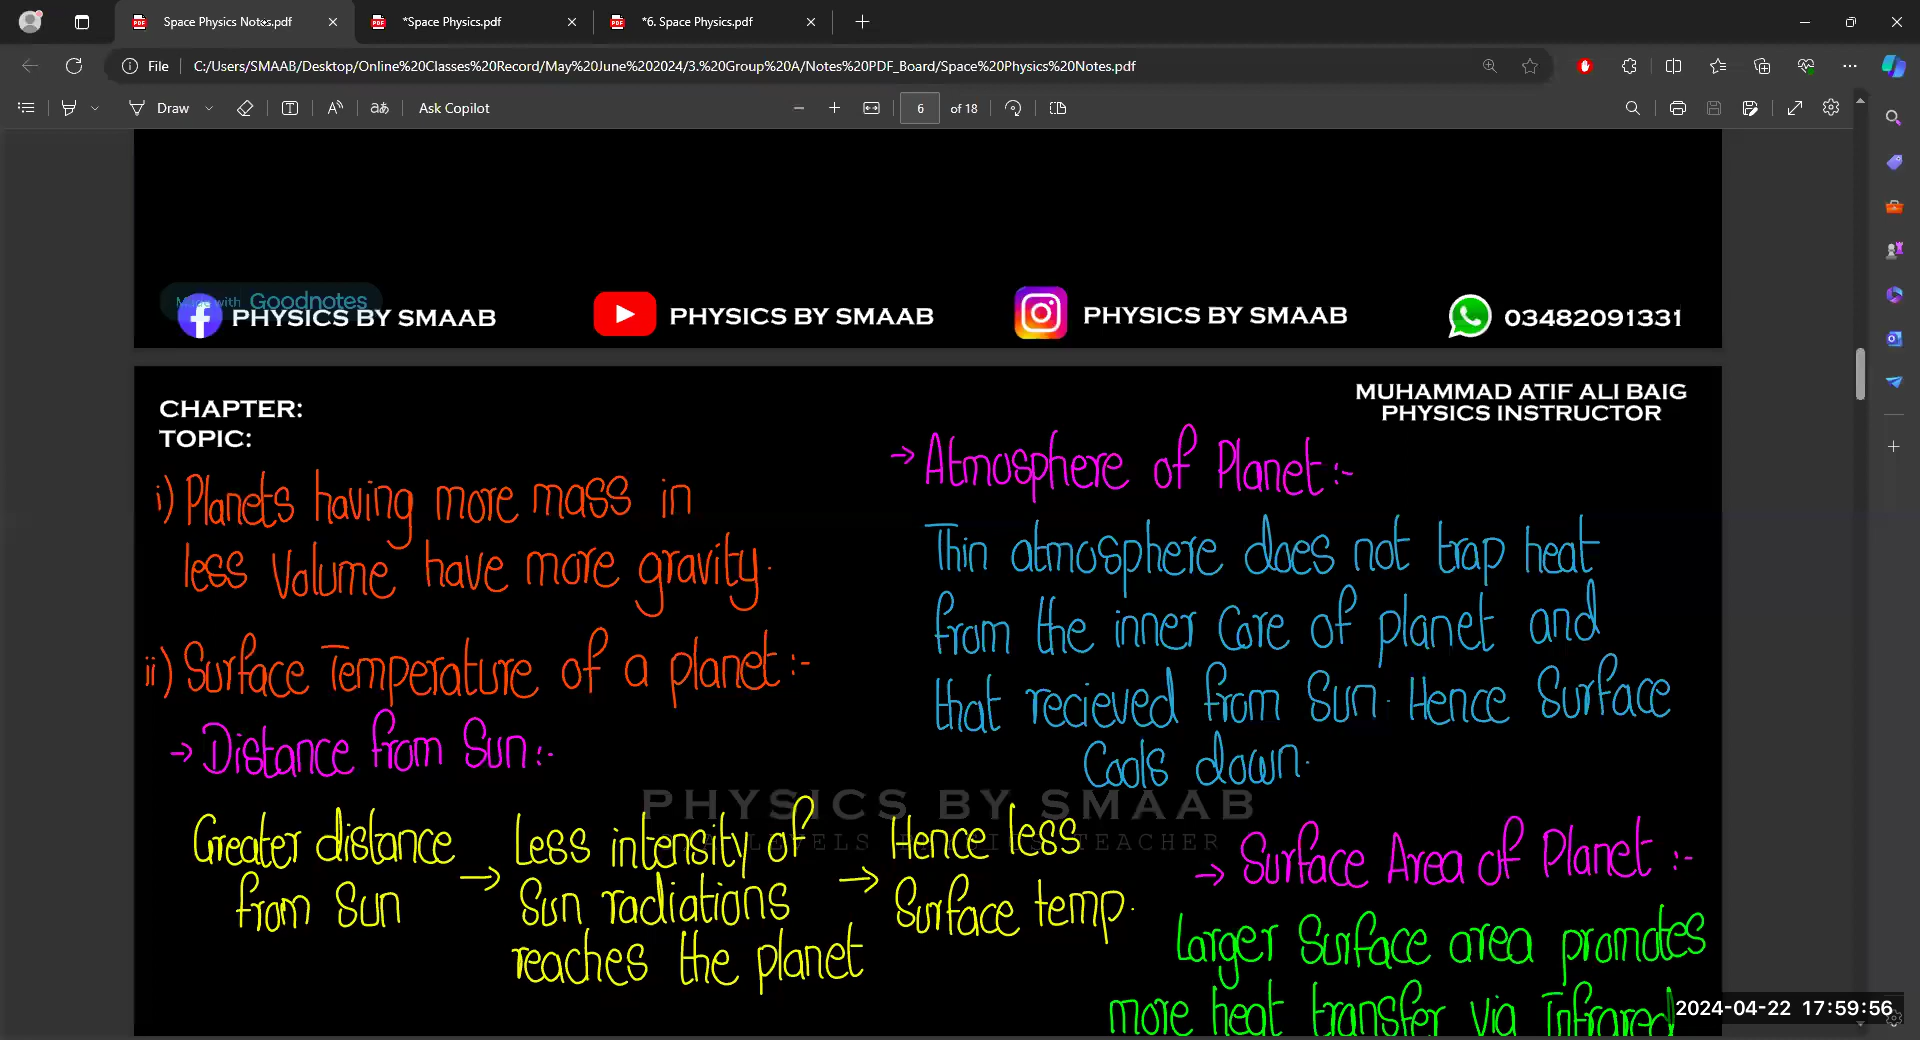 Space Physics Notes.pdf
*Space Physics.pdf
*6. Space Physics.pdf
File
C:/Users/SMAAB/Desktop/Online%20Classes%20Record/May%20June%202024/3.%20Group%20A/Notes%20PDF_Board/Space%20Physics%20Notes.pdf
Draw
Ask Copilot
6 of 18
Made with Goodnotes
PHYSICS BY SMAAB
PHYSICS BY SMAAB
PHYSICS BY SMAAB
03482091331
CHAPTER:
TOPIC:
MUHAMMAD ATIF ALI BAIG
PHYSICS INSTRUCTOR
i) Planets having more mass in
less Volume have more gravity.
ii) Surface Temperature of a planet:-
→ Distance from Sun:-
Greater distance
from Sun
→ Less intensity of
Sun radiations
reaches the planet
→ Hence less
Surface temp.
→ Atmosphere of Planet:-
Thin atmosphere does not trap heat
from the inner Core of planet and
that recieved from Sun. Hence Surface
Cools down.
PHYSICS BY SMAAB
LEVELS
TEACHER
→ Surface Area of Planet:-
Larger Surface area promotes
more heat transfer via Infrared
2024-04-22 17:59:56